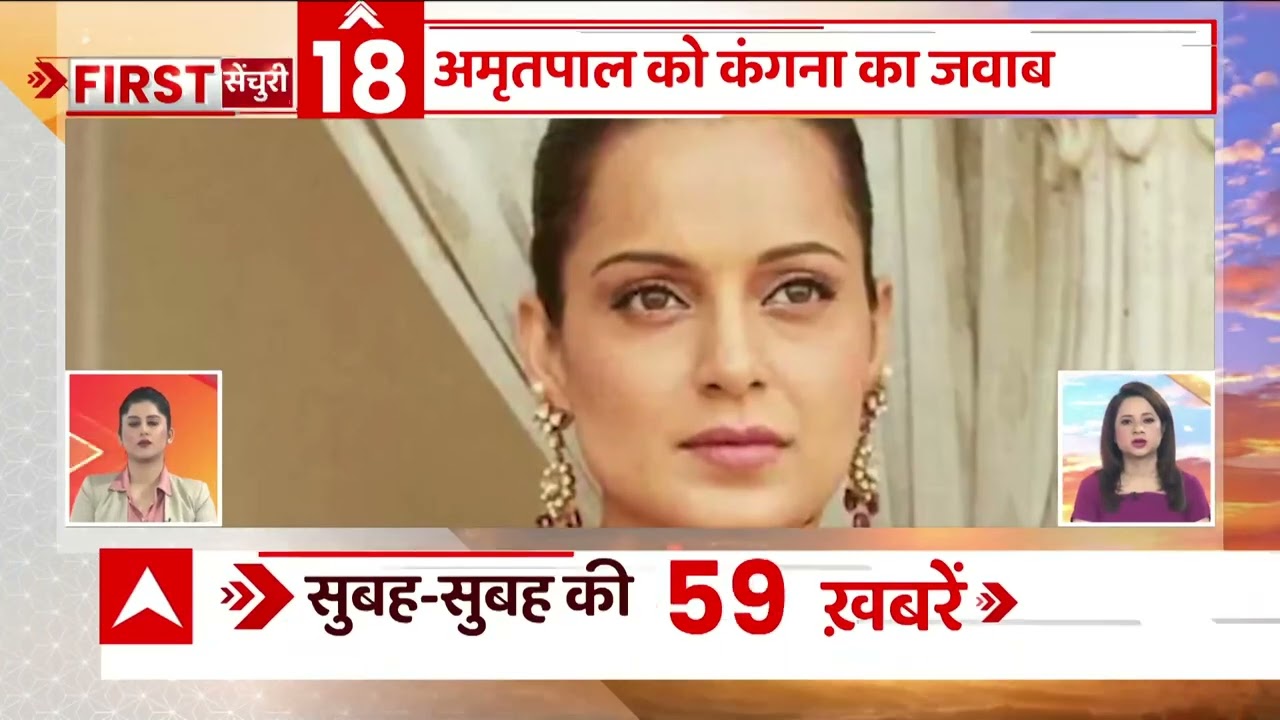 FIRST सेंचुरी
18
अमृतपाल को कंगना का जवाब
सुबह-सुबह की 59 ख़बरें